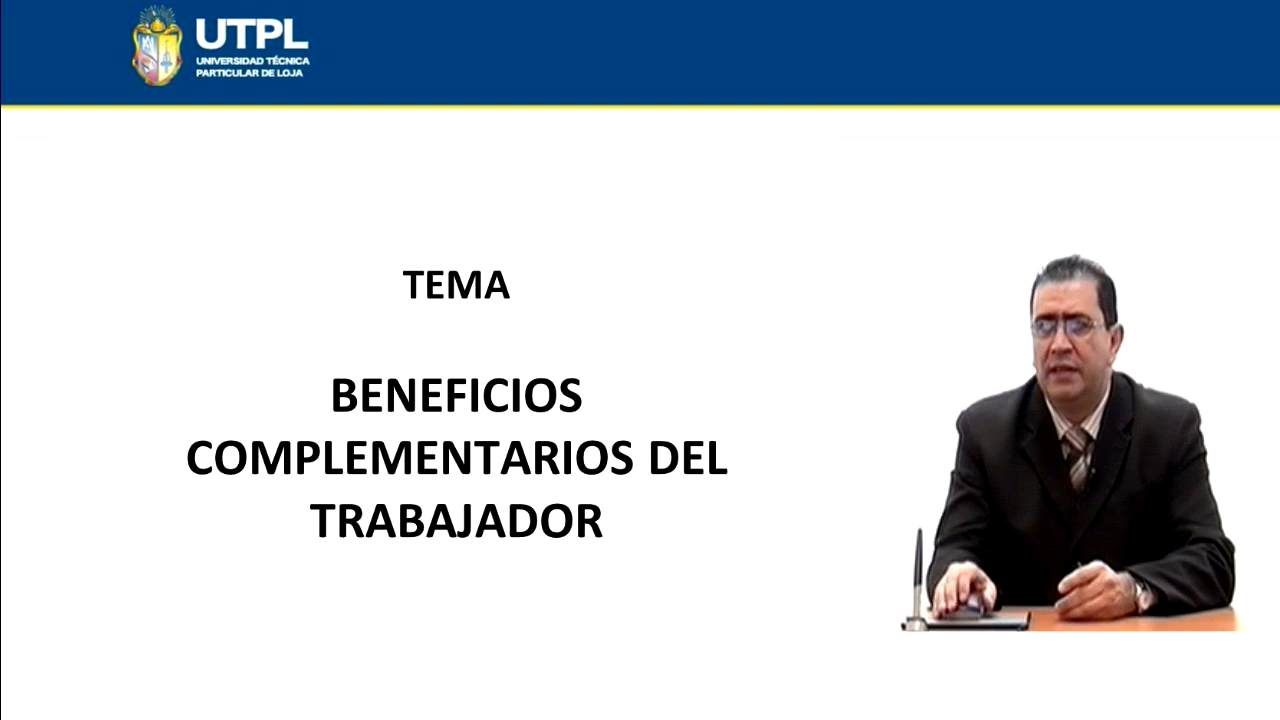 UTPL
UNIVERSIDAD TÉCNICA
PARTICULAR DE LOJA
TEMA
BENEFICIOS
COMPLEMENTARIOS DEL
TRABAJADOR